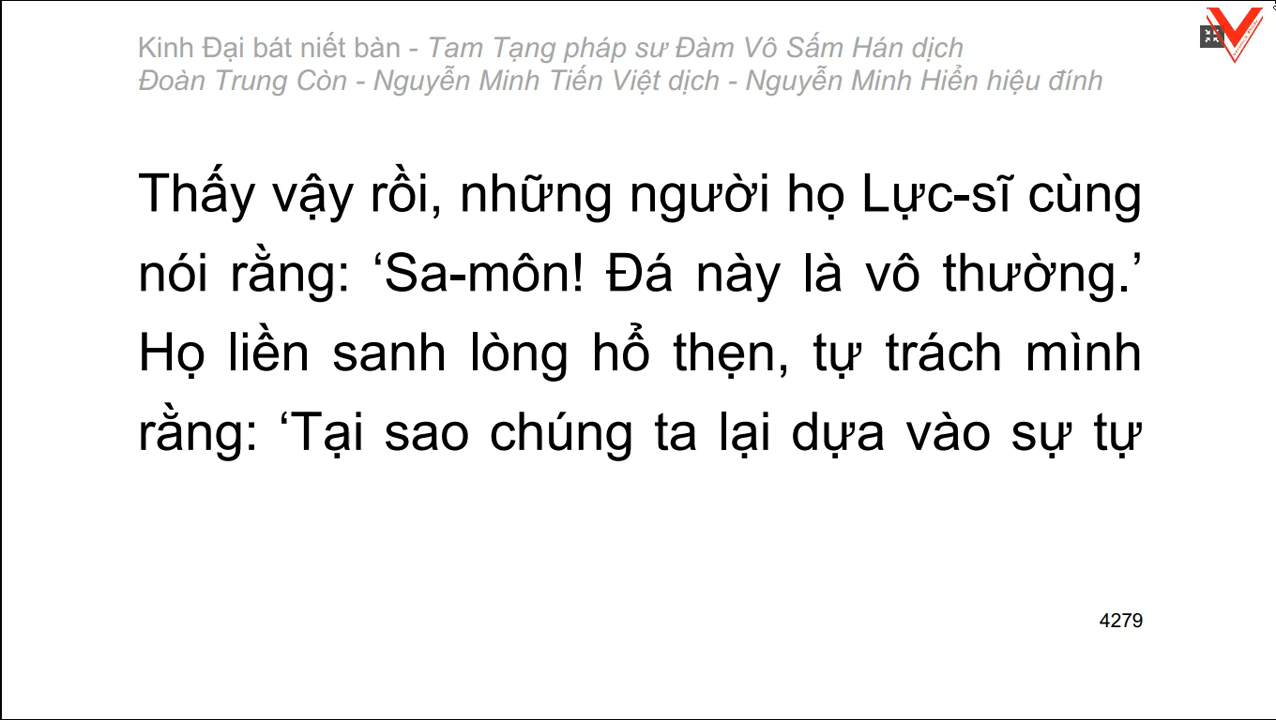 Kinh Đại bát niết bàn - Tam Tạng pháp sư Đàm Vô Sấm Hán dịch
Đoàn Trung Còn - Nguyễn Minh Tiến Việt dịch - Nguyễn Minh Hiển hiệu đính
Thấy vậy rồi, những người họ Lực-sĩ cùng
nói rằng: ‘Sa-môn! Đá này là vô thường.’
Họ liền sanh lòng hổ thẹn, tự trách mình
rằng: ‘Tại sao chúng ta lại dựa vào sự tự
4279